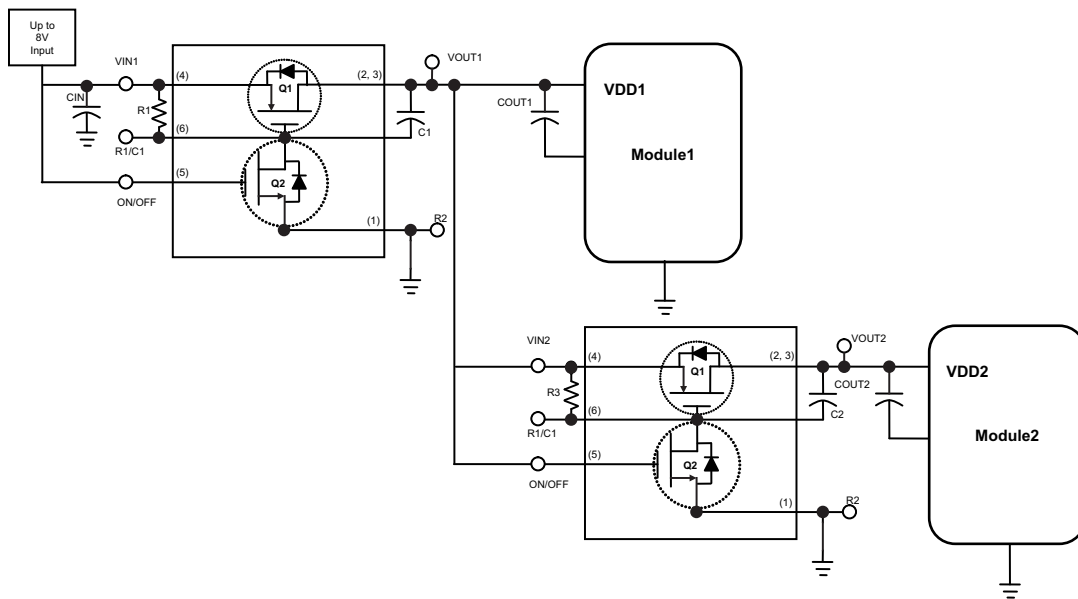 Up to
8V
Input
VIN1
CIN
R1
(4)
(6)
R1/C1
(5)
ON/OFF
Q1
Q2
(2, 3)
(1)
R2
VOUT1
C1
COUT1
VDD1
Module1
VIN2
R3
(4)
(6)
R1/C1
(5)
ON/OFF
Q1
Q2
(2, 3)
(1)
R2
VOUT2
COUT2
C2
VDD2
Module2